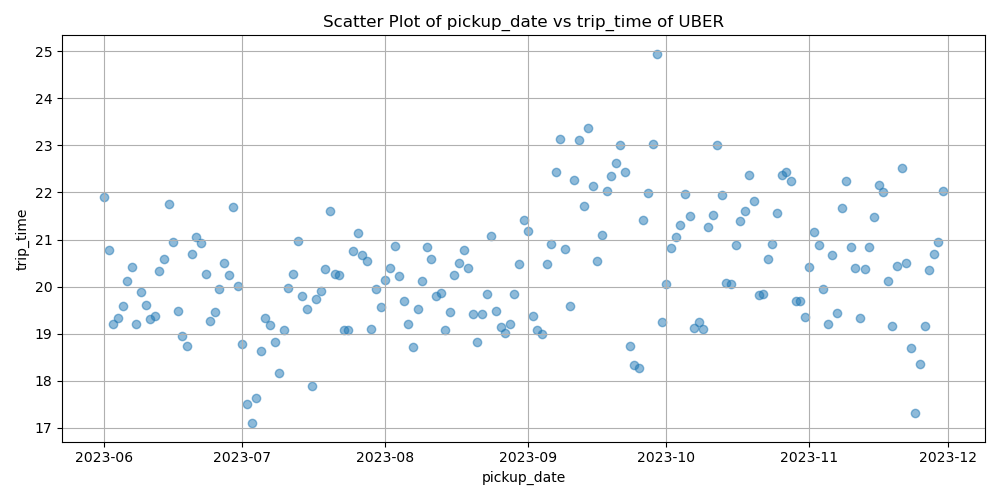 Scatter Plot of pickup_date vs trip_time of UBER
25
24
23
22
21
20
19
18
17
trip_time
2023-06 2023-07 2023-08 2023-09 2023-10 2023-11 2023-12
pickup_date